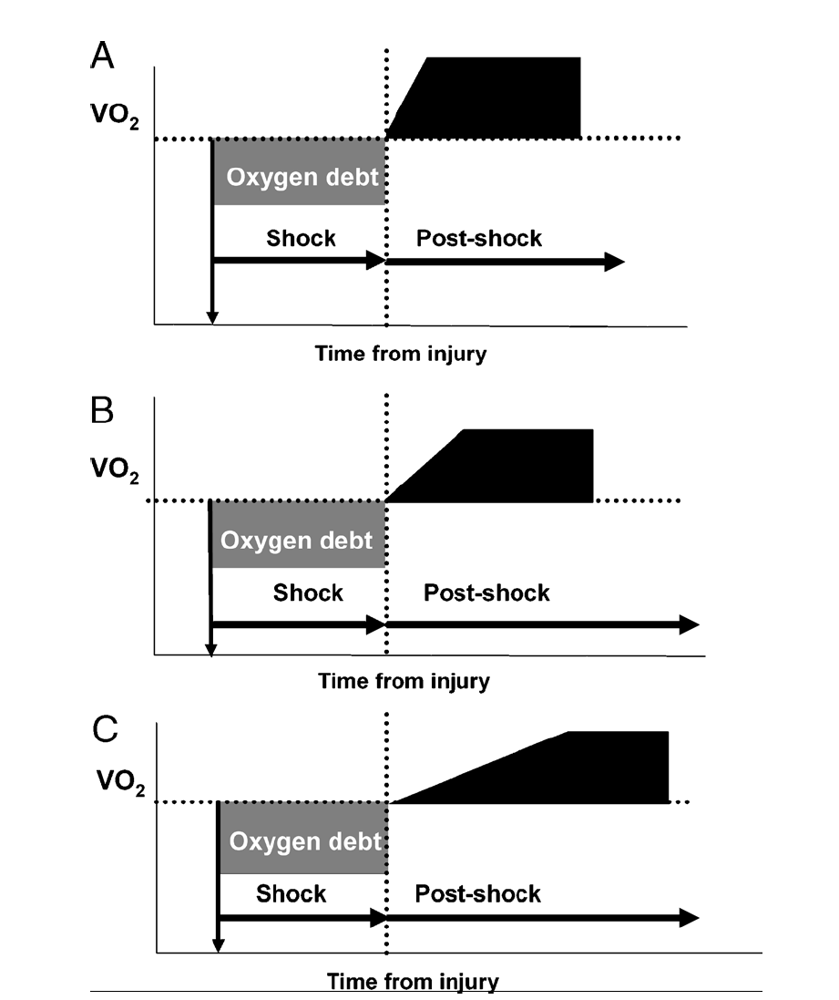 A
VO2
Oxygen debt
Shock Post-shock
Time from injury
B
VO2
Oxygen debt
Shock Post-shock
Time from injury
C
VO2
Oxygen debt
Shock Post-shock
Time from injury